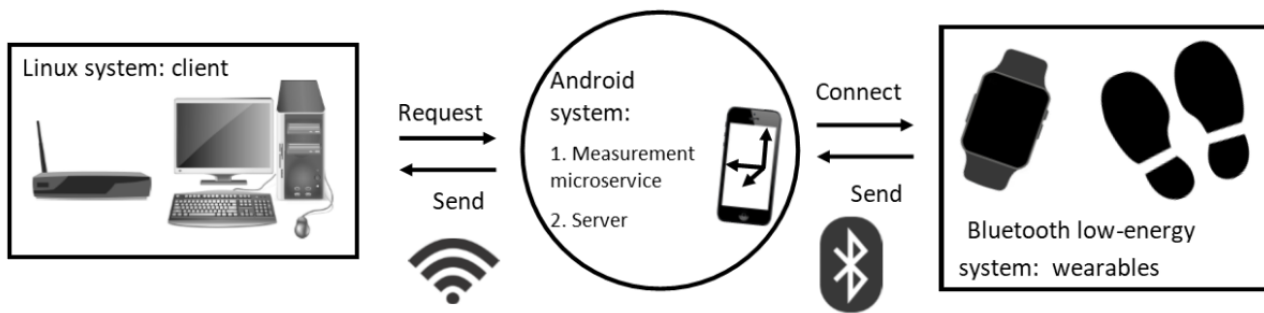 Linux system: client
Request
Send
Android
system:
1. Measurement
microservice
2. Server
Connect
Send
Bluetooth low-energy
system: wearables